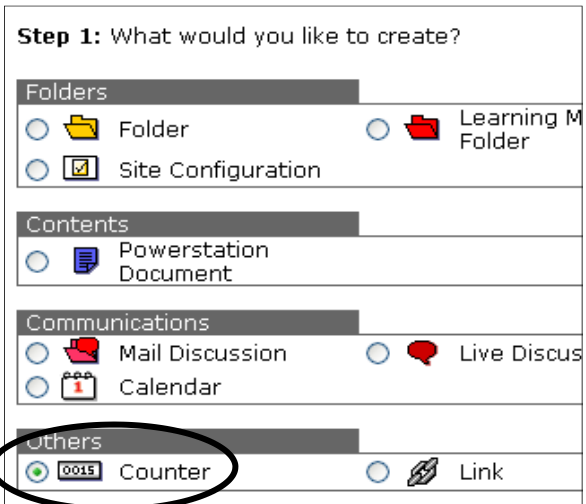 Step 1: What would you like to create?
Folders
Folder
Learning M
Folder
Site Configuration
Contents
Powerstation
Document
Communications
Mail Discussion
Live Discus
1
Calendar
Others
0015
Counter
Link